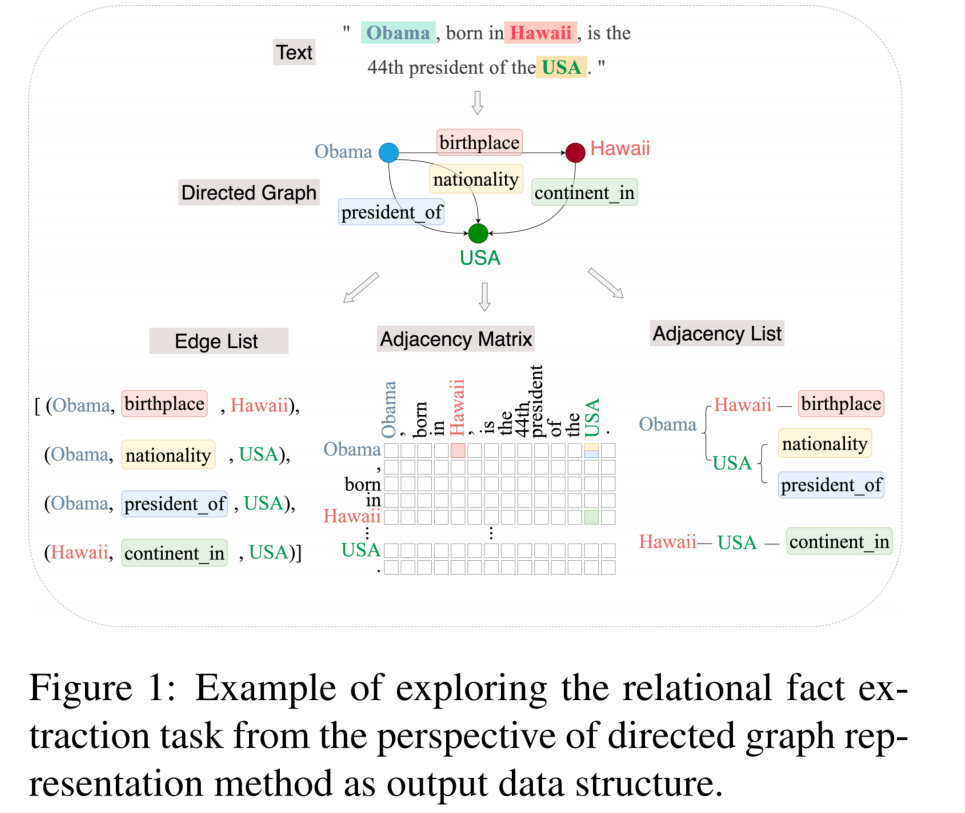 Text
" Obama , born in Hawaii , is the
44th president of the USA . "
Directed Graph
Obama
birthplace
Hawaii
nationality
continent_in
president_of
USA
Edge List
[ (Obama, birthplace , Hawaii),
(Obama, nationality , USA),
(Obama, president_of , USA),
(Hawaii, continent_in , USA)]
Adjacency Matrix
Obama , born in Hawaii , is the 44th president of the USA .
Obama
,
born
in
Hawaii
⋮ ⋮
USA
.
Adjacency List
Obama
Hawaii — birthplace
USA
nationality
president_of
Hawaii — USA — continent_in
Figure 1: Example of exploring the relational fact ex-
traction task from the perspective of directed graph rep-
resentation method as output data structure.